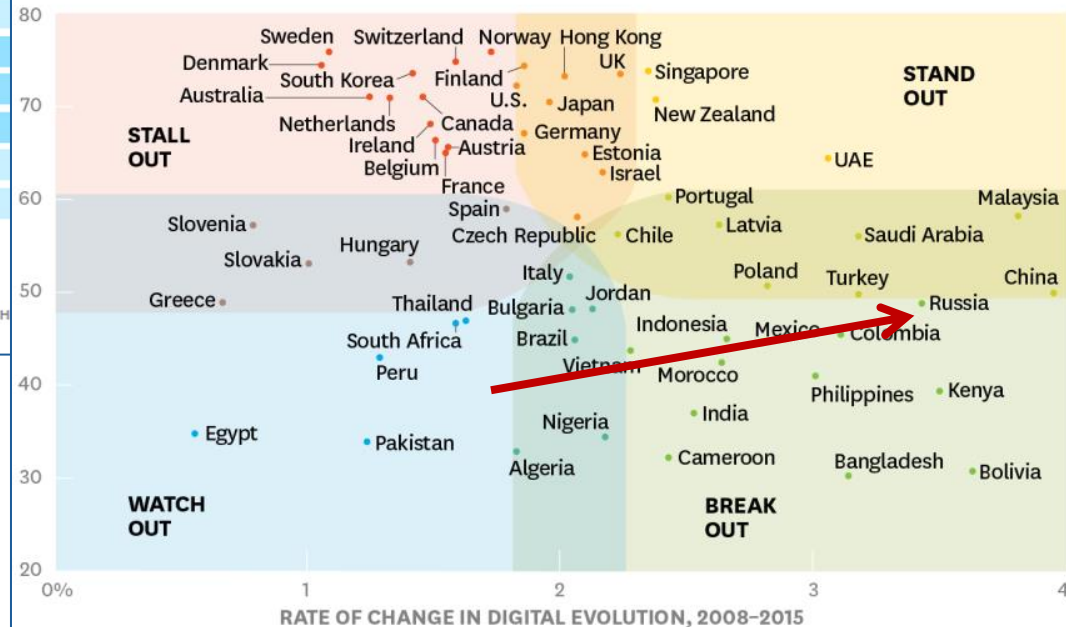 80
70
60
50
40
30
20
H
0%
1
2
3
4
RATE OF CHANGE IN DIGITAL EVOLUTION, 2008–2015
STALL
OUT
STAND
OUT
WATCH
OUT
BREAK
OUT
Sweden
Switzerland
Norway
Hong Kong
Denmark
South Korea
Finland
UK
Singapore
Australia
U.S.
Japan
New Zealand
Netherlands
Canada
Germany
Ireland
Austria
Estonia
Belgium
Israel
UAE
France
Portugal
Malaysia
Spain
Slovenia
Czech Republic
Chile
Latvia
Saudi Arabia
Hungary
Slovakia
Italy
Poland
Turkey
China
Greece
Thailand
Bulgaria
Jordan
Russia
South Africa
Brazil
Indonesia
Mexico
Colombia
Peru
Vietnam
Morocco
Philippines
Kenya
India
Egypt
Pakistan
Nigeria
Algeria
Cameroon
Bangladesh
Bolivia